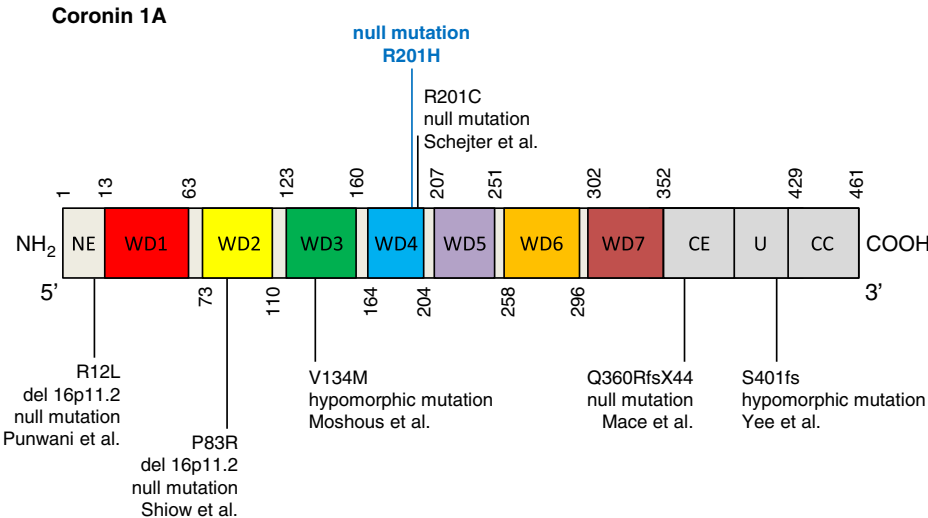 Coronin 1A
null mutation
R201H
R201C
null mutation
Schejter et al.
1
13
63
123
160
207
251
302
352
429
461
NH2
NE
WD1
WD2
WD3
WD4
WD5
WD6
WD7
CE
U
CC
COOH
5’
3’
73
110
164
204
258
296
R12L
del 16p11.2
null mutation
Punwani et al.
P83R
del 16p11.2
null mutation
Shiow et al.
V134M
hypomorphic mutation
Moshous et al.
Q360RfsX44
null mutation
Mace et al.
S401fs
hypomorphic mutation
Yee et al.